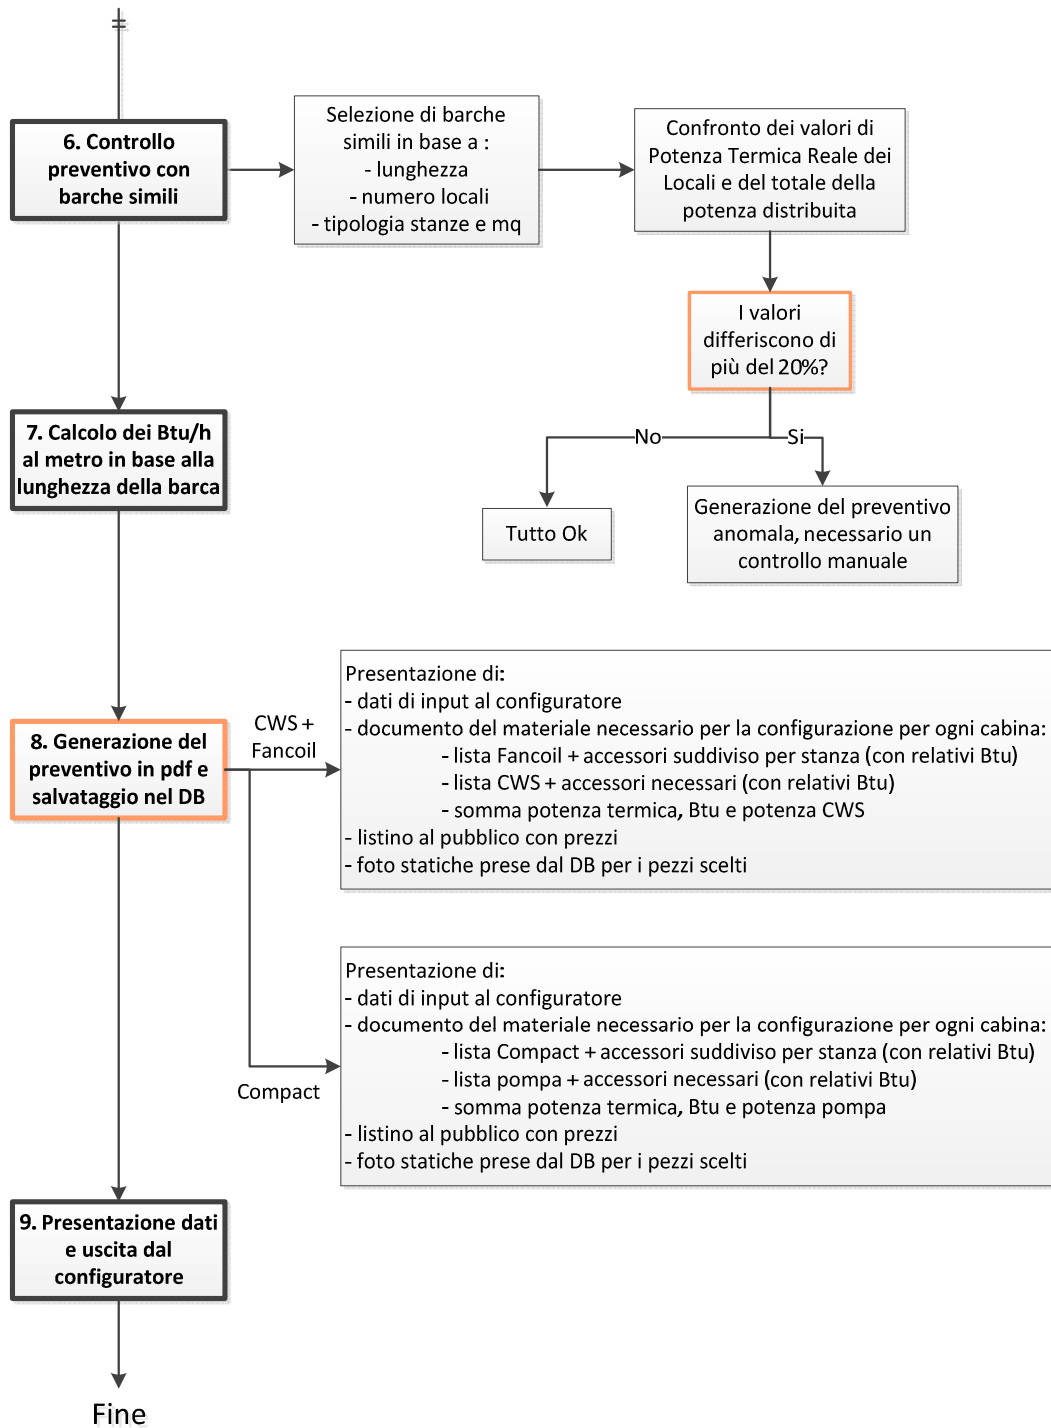 6. Controllo
preventivo con
barche simili
Selezione di barche
simili in base a :
- lunghezza
- numero locali
- tipologia stanze e mq
Confronto dei valori di
Potenza Termica Reale dei
Locali e del totale della
potenza distribuita
I valori
differiscono di
più del 20%?
No
Si
Tutto Ok
Generazione del preventivo
anomala, necessario un
controllo manuale
7. Calcolo dei Btu/h
al metro in base alla
lunghezza della barca
8. Generazione del
preventivo in pdf e
salvataggio nel DB
CWS +
Fancoil
Presentazione di:
- dati di input al configuratore
- documento del materiale necessario per la configurazione per ogni cabina:
- lista Fancoil + accessori suddiviso per stanza (con relativi Btu)
- lista CWS + accessori necessari (con relativi Btu)
- somma potenza termica, Btu e potenza CWS
- listino al pubblico con prezzi
- foto statiche prese dal DB per i pezzi scelti
Compact
Presentazione di:
- dati di input al configuratore
- documento del materiale necessario per la configurazione per ogni cabina:
- lista Compact + accessori suddiviso per stanza (con relativi Btu)
- lista pompa + accessori necessari (con relativi Btu)
- somma potenza termica, Btu e potenza pompa
- listino al pubblico con prezzi
- foto statiche prese dal DB per i pezzi scelti
9. Presentazione dati
e uscita dal
configuratore
Fine